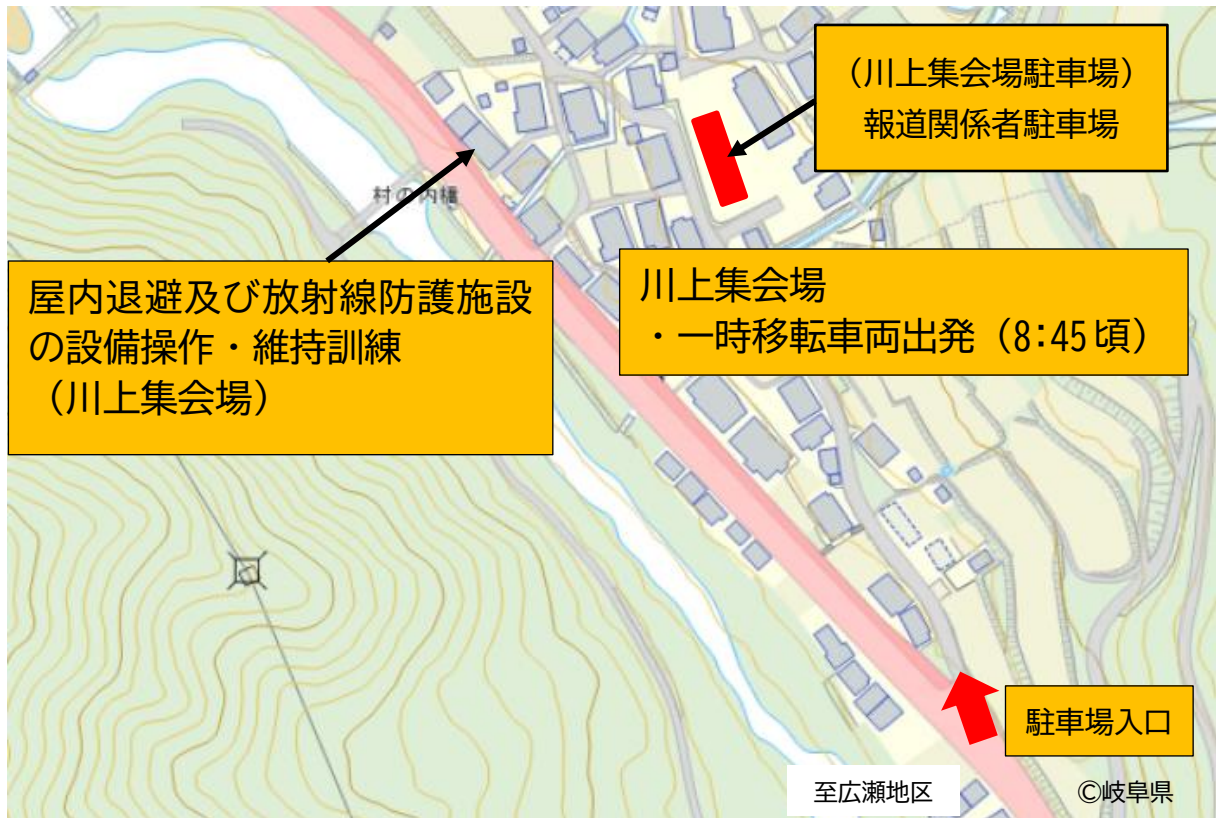 (川上集会場駐車場)
報道関係者駐車場
村の内橋
屋内退避及び放射線防護施設
の設備操作・維持訓練
(川上集会場)
川上集会場
・一時移転車両出発(8:45頃)
駐車場入口
至広瀬地区
©岐阜県